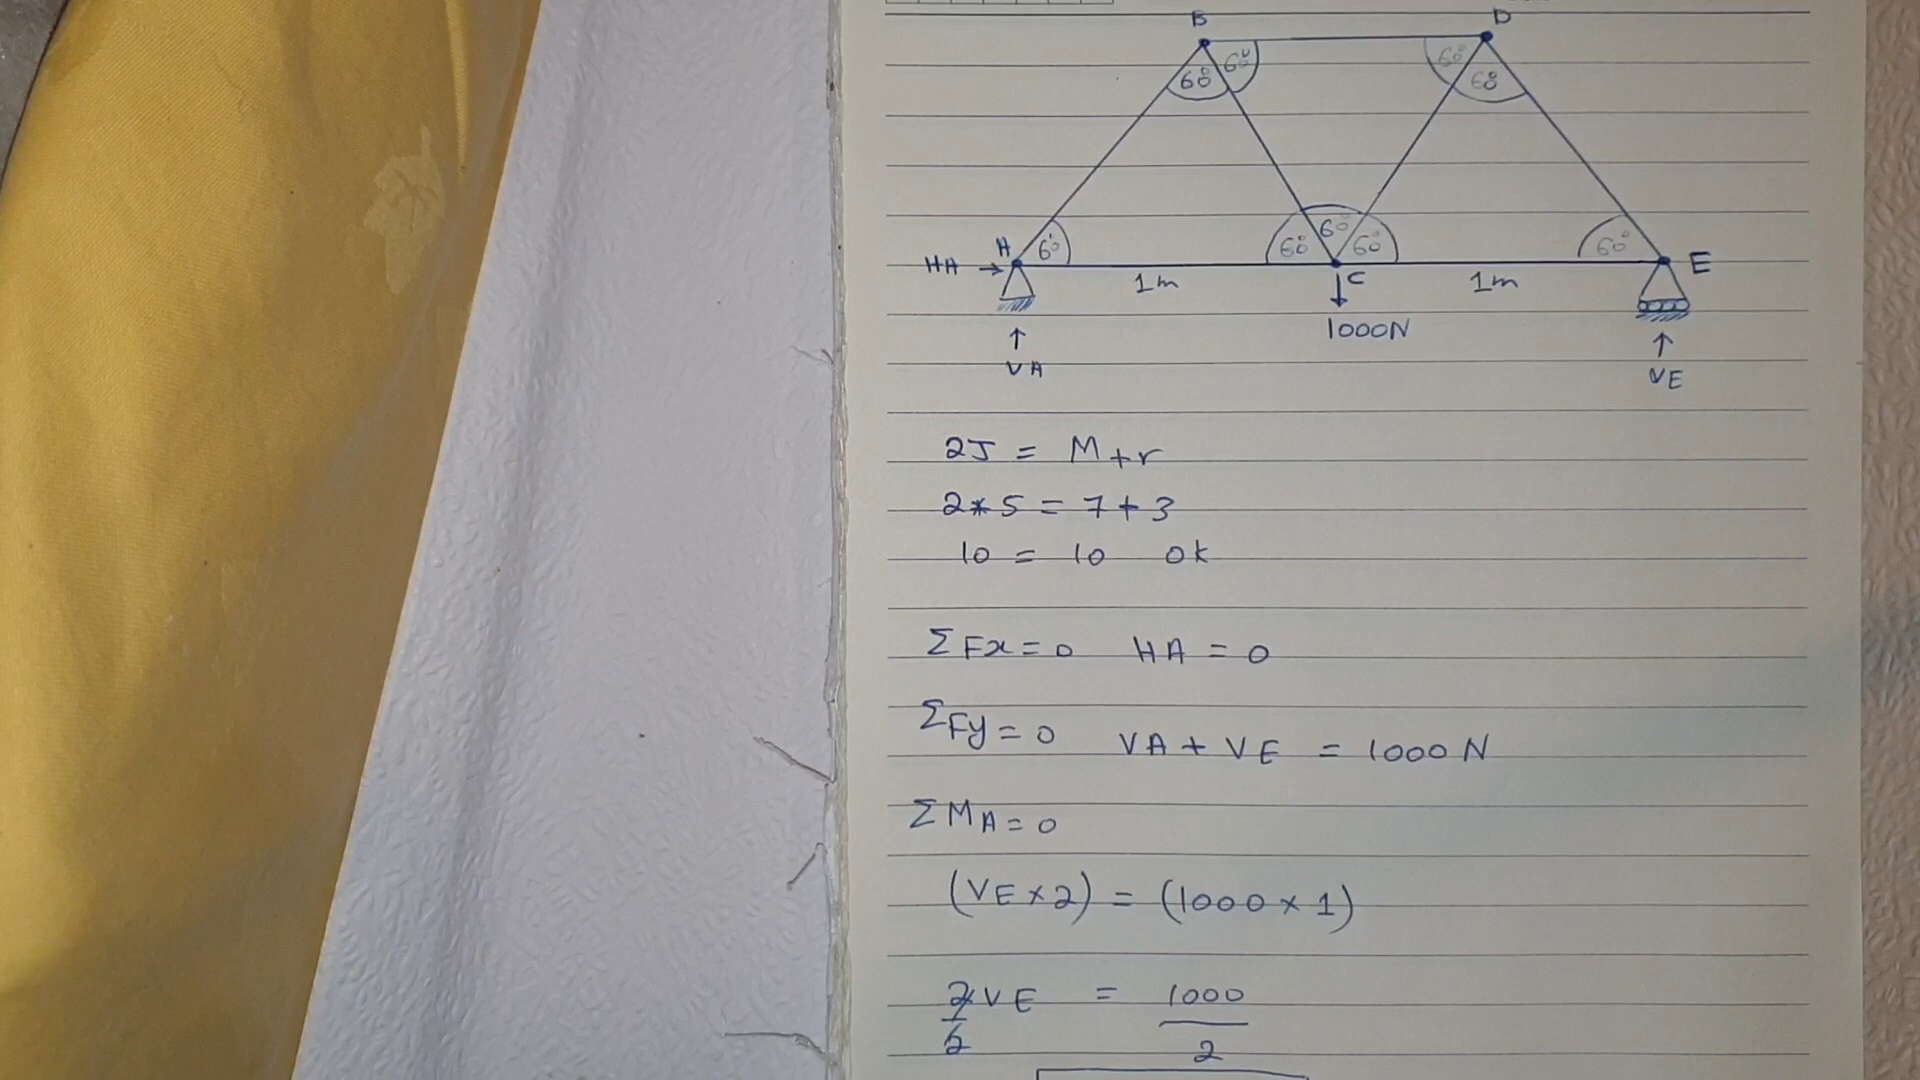 B D
60° 60° 60° 60°
HA → A 60° 60° 60° 60° 60° E
1m C 1m
↓
1000N
↑ ↑
VA VE
2J = M+r
2*5 = 7+3
10 = 10 ok
ΣFx=0 HA = 0
ΣFy=0 VA + VE = 1000N
ΣMA=0
(VE×2) = (1000×1)
2VE = 1000
2 2